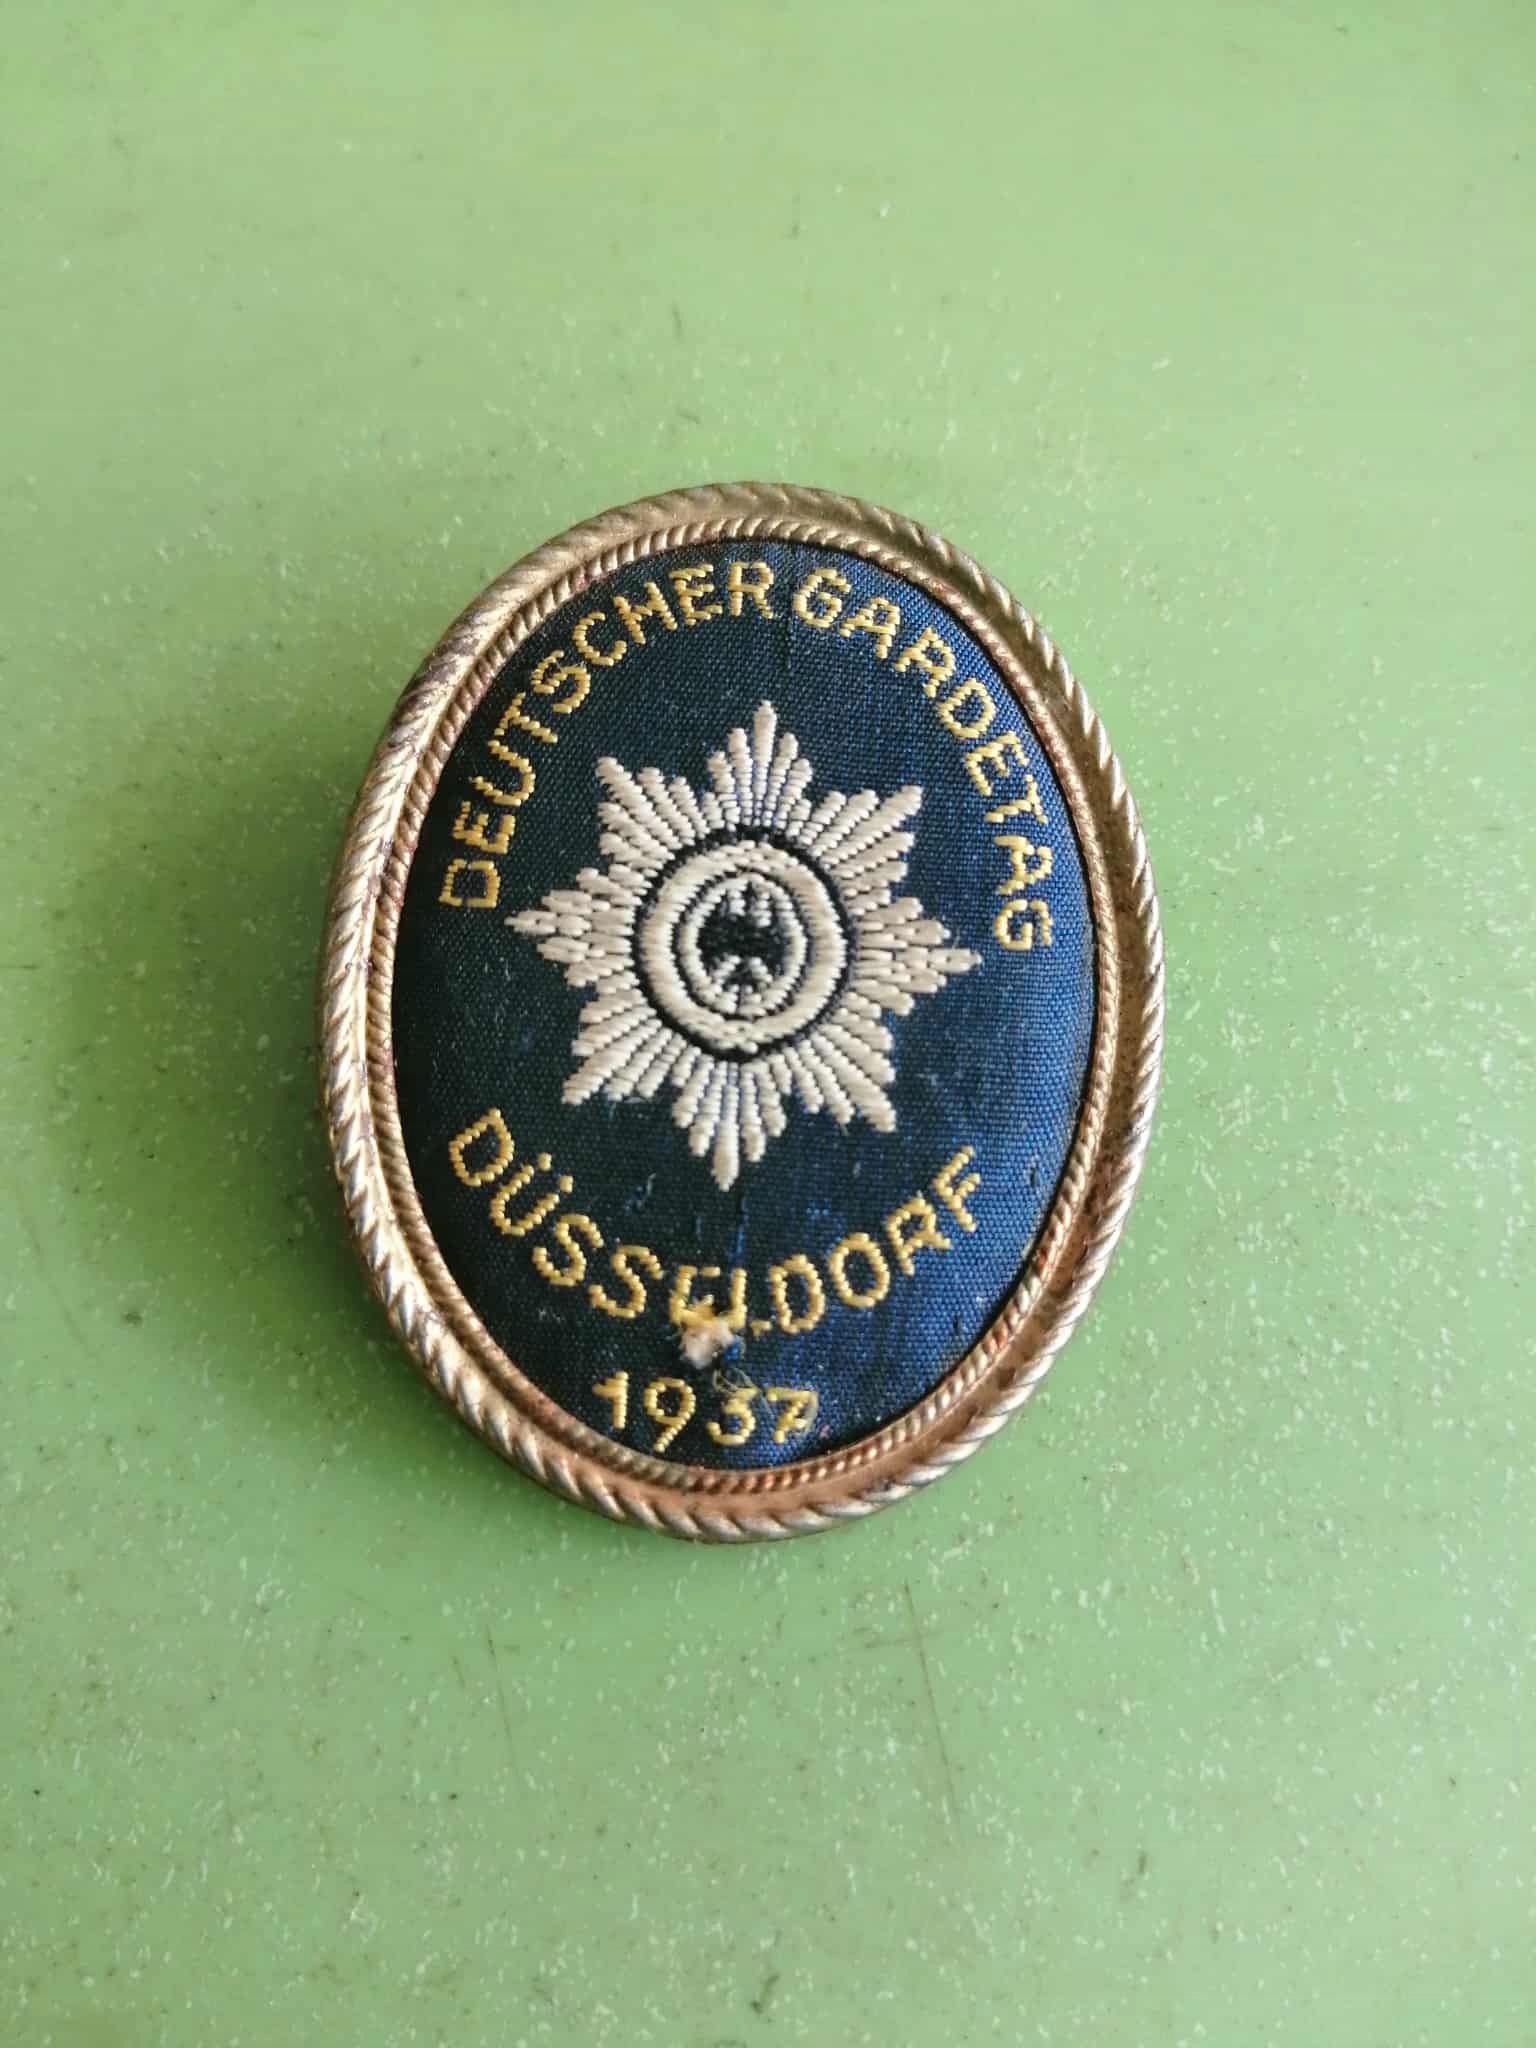 DEUTSCHER GARDETAG
DÜSSELDORF
1937